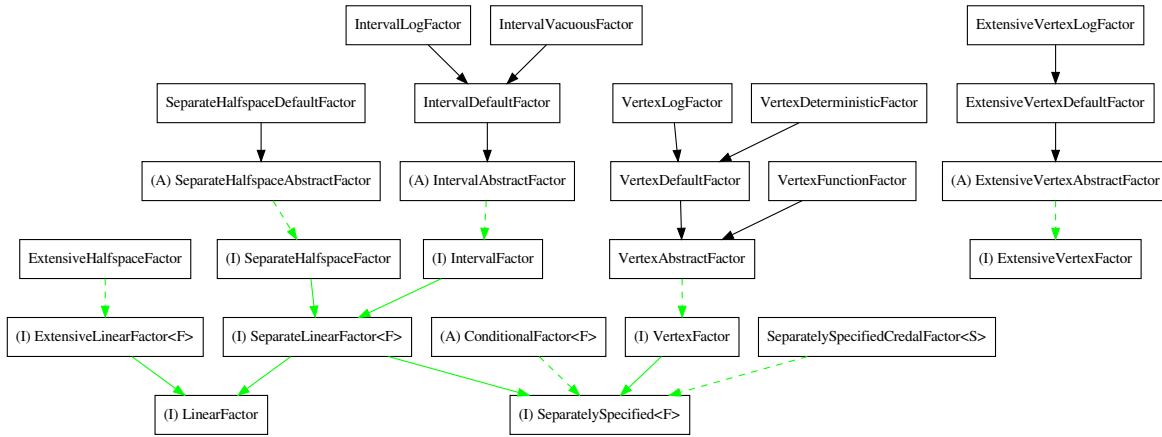 IntervalLogFactor
IntervalVacuousFactor
ExtensiveVertexLogFactor
SeparateHalfspaceDefaultFactor
IntervalDefaultFactor
VertexLogFactor
VertexDeterministicFactor
ExtensiveVertexDefaultFactor
(A) SeparateHalfspaceAbstractFactor
(A) IntervalAbstractFactor
VertexDefaultFactor
VertexFunctionFactor
(A) ExtensiveVertexAbstractFactor
ExtensiveHalfspaceFactor
(I) SeparateHalfspaceFactor
(I) IntervalFactor
VertexAbstractFactor
(I) ExtensiveVertexFactor
(I) ExtensiveLinearFactor<F>
(I) SeparateLinearFactor<F>
(A) ConditionalFactor<F>
(I) VertexFactor
SeparatelySpecifiedCredalFactor<S>
(I) LinearFactor
(I) SeparatelySpecified<F>